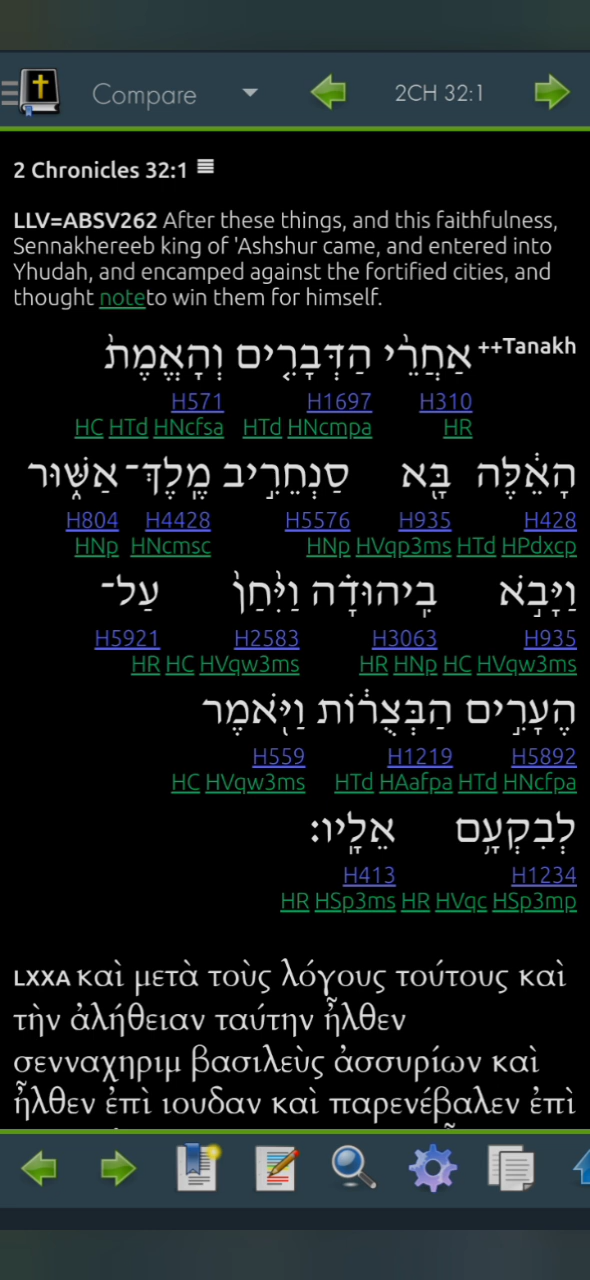 Compare
2CH 32:1
2 Chronicles 32:1
LLV=ABSV262 After these things, and this faithfulness,
Sennakhereeb king of 'Ashshur came, and entered into
Yhudah, and encamped against the fortified cities, and
thought noteto win them for himself.
++Tanakh אַחֲרֵ֨י הַדְּבָרִ֤ים וְהָאֱמֶת֙
H571 H1697 H310
HC HTd HNcfsa HTd HNcmpa HR
הָאֵ֔לֶּה בָּ֖א סַנְחֵרִ֣יב מֶֽלֶךְ־ אַשּׁ֑וּר
H804 H4428 H5576 H935 H428
HNp HNcmsc HNp HVqp3ms HTd HPdxcp
וַיָּבֹ֣א בִֽיהוּדָ֗ה וַיִּ֙חַן֙ עַל־
H5921 H2583 H3063 H935
HR HC HVqw3ms HR HNp HC HVqw3ms
הֶעָרִ֣ים הַבְּצֻר֔וֹת וַיֹּ֖אמֶר
H559 H1219 H5892
HC HVqw3ms HTd HAafpa HTd HNcfpa
לְבִקְעָ֥ם אֵלָֽיו׃
H413 H1234
HR HSp3ms HR HVqc HSp3mp
LXXA καὶ μετὰ τοὺς λόγους τούτους καὶ
τὴν ἀλήθειαν ταύτην ἦλθεν
σενναχηριμ βασιλεὺς ἀσσυρίων καὶ
ἦλθεν ἐπὶ ιουδαν καὶ παρενέβαλεν ἐπὶ